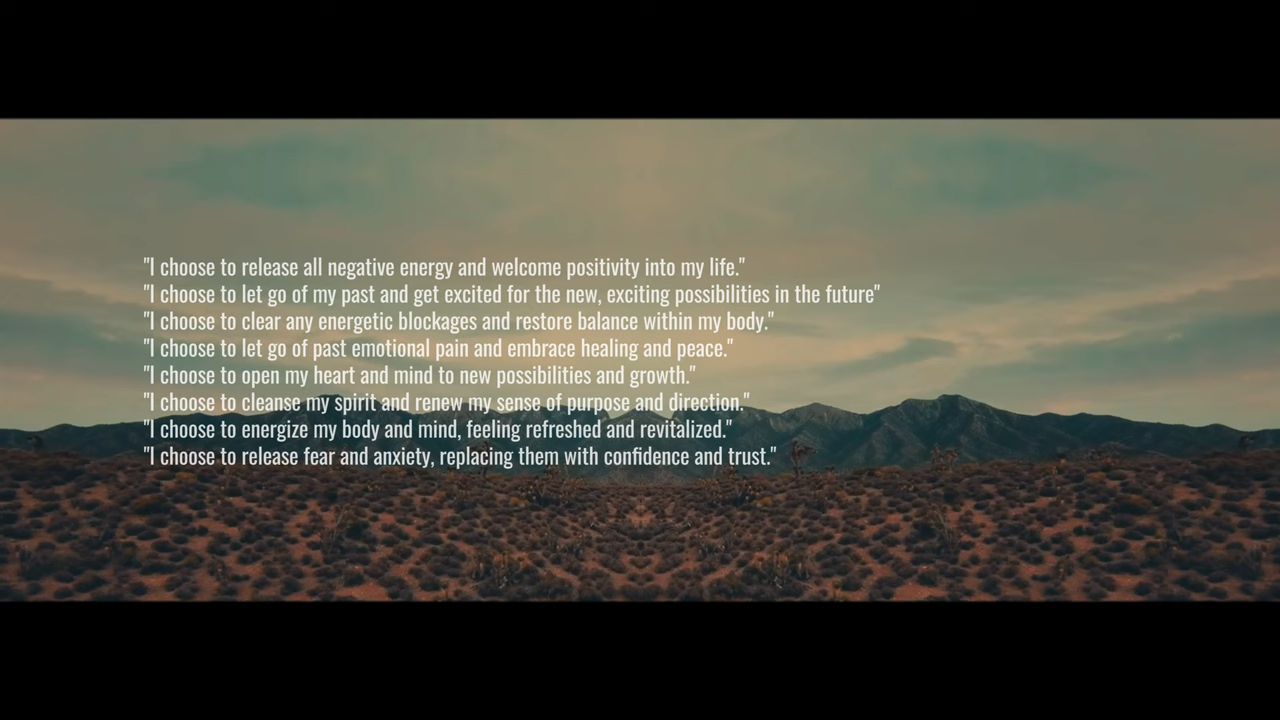 "I choose to release all negative energy and welcome positivity into my life."
"I choose to let go of my past and get excited for the new, exciting possibilities in the future"
"I choose to clear any energetic blockages and restore balance within my body."
"I choose to let go of past emotional pain and embrace healing and peace."
"I choose to open my heart and mind to new possibilities and growth."
"I choose to cleanse my spirit and renew my sense of purpose and direction."
"I choose to energize my body and mind, feeling refreshed and revitalized."
"I choose to release fear and anxiety, replacing them with confidence and trust."